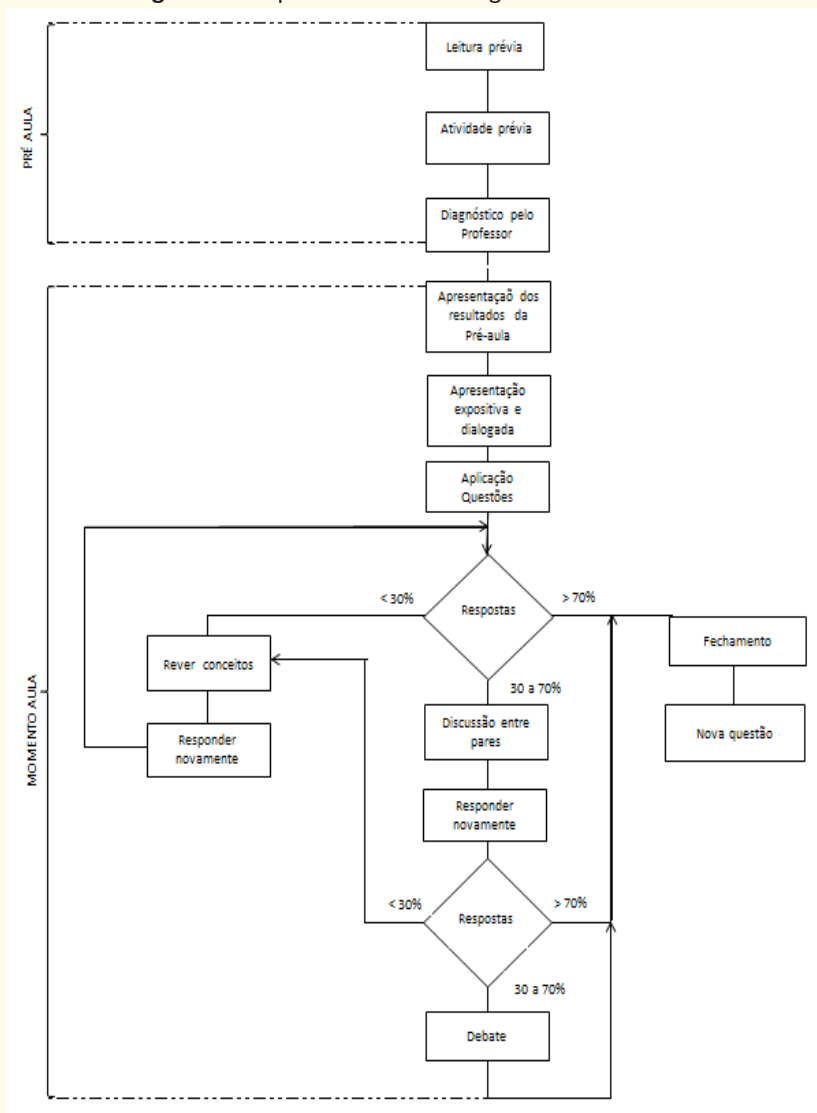 Leitura prévia
PRÉ AULA
Atividade prévia
Diagnóstico pelo
Professor
Apresentaçaõ dos
resultados da
Pré-aula
Apresentação
expositiva e
dialogada
Aplicação
Questões
< 30%
Respostas
> 70%
Rever conceitos
Fechamento
30 a 70%
MOMENTO AULA
Responder
novamente
Discussão entre
pares
Nova questão
Responder
novamente
< 30%
Respostas
> 70%
30 a 70%
Debate